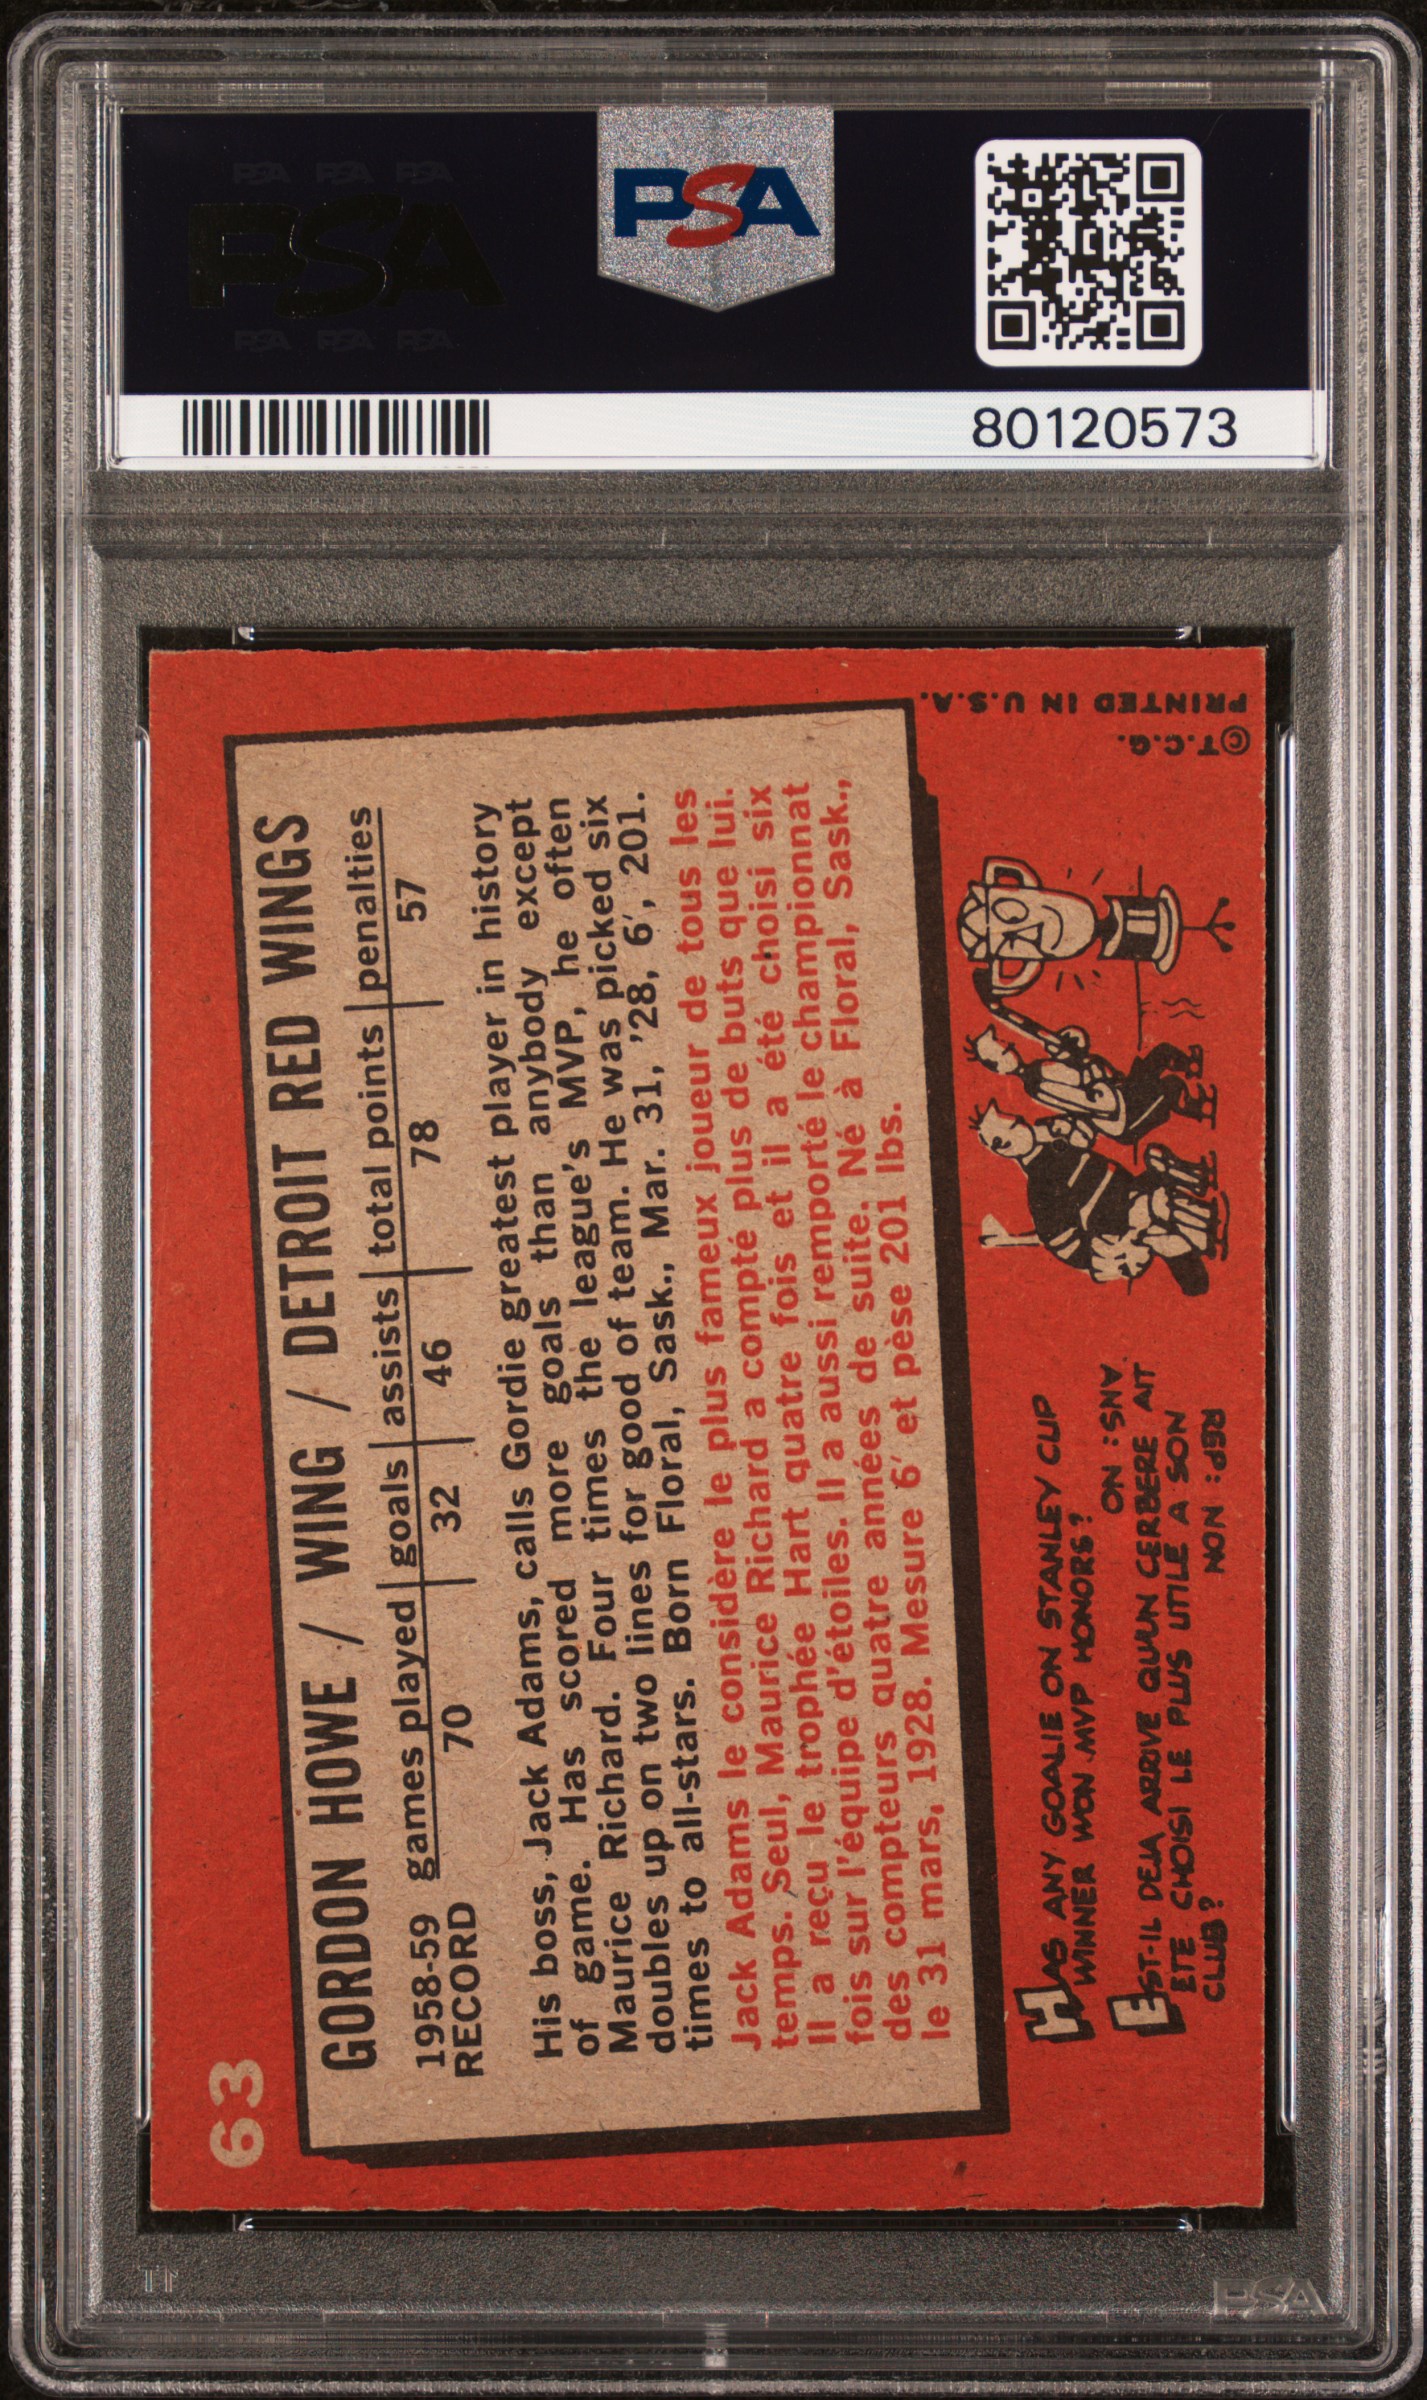 PSA PSA PSA
PSA
PSA PSA PSA
PSA
80120573
63
GORDON HOWE / WING / DETROIT RED WINGS
1958-59 RECORD
games played | goals | assists | total points | penalties
70 32 46 78 57
His boss, Jack Adams, calls Gordie greatest player in history
of game. Has scored more goals than anybody except
Maurice Richard. Four times the league's MVP, he often
doubles up on two lines for good of team. He was picked six
times to all-stars. Born Floral, Sask., Mar. 31, '28, 6', 201.
Jack Adams le considère le plus fameux joueur de tous les
temps. Seul, Maurice Richard a compté plus de buts que lui.
Il a reçu le trophée Hart quatre fois et il a été choisi six
fois sur l'équipe d'étoiles. Il a aussi remporté le championnat
des compteurs quatre années de suite. Né à Floral, Sask.,
le 31 mars, 1928. Mesure 6' et pèse 201 lbs.
HAS ANY GOALIE ON STANLEY CUP
WINNER WON MVP HONORS?
ANS: NO
EST-IL DEJA ARRIVE QU'UN CERBERE AIT
ETE CHOISI LE PLUS UTILE A SON
CLUB?
REP: NON
©T.C.G.
PRINTED IN U.S.A.
TT
PSA